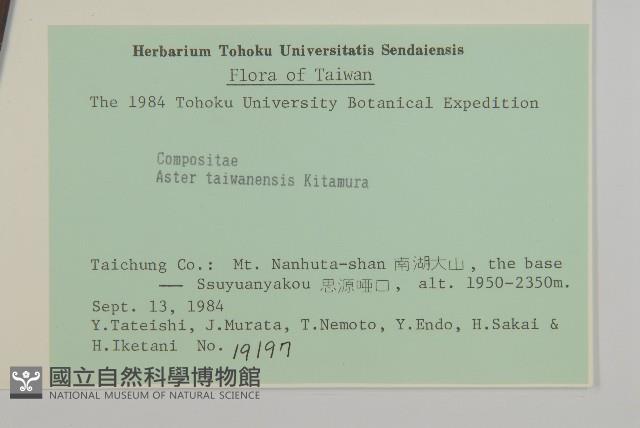 Herbarium Tohoku Universitatis Sendaiensis
Flora of Taiwan
The 1984 Tohoku University Botanical Expedition
Compositae
Aster taiwanensis Kitamura
Taichung Co.: Mt. Nanhuta-shan 南湖大山, the base
— Ssuyuanyakou 思源啞口, alt. 1950-2350m.
Sept. 13, 1984
Y.Tateishi, J.Murata, T.Nemoto, Y.Endo, H.Sakai &
H.Iketani No. 19197
國立自然科學博物館
NATIONAL MUSEUM OF NATURAL SCIENCE